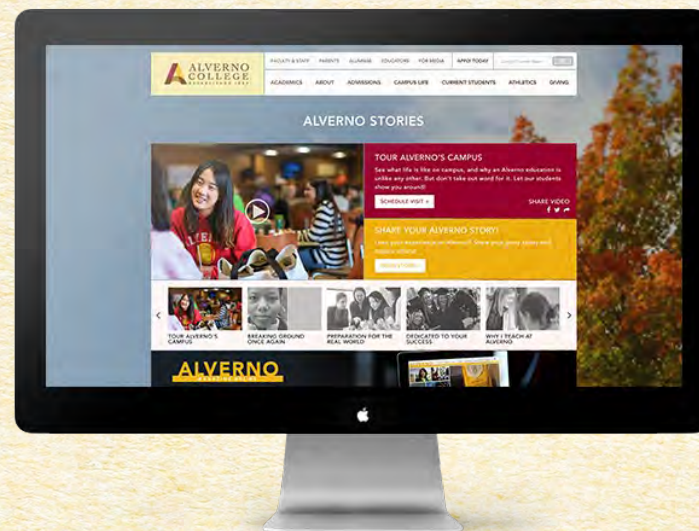 ALVERNO
COLLEGE
FACULTY & STAFF PARENTS ALUMNAE EDUCATORS FOR MEDIA APPLY TODAY
ACADEMICS ABOUT ADMISSIONS CAMPUS LIFE CURRENT STUDENTS ATHLETICS GIVING
ALVERNO STORIES
TOUR ALVERNO'S CAMPUS
See what life is like on campus, and why an Alverno education is
unlike any other. But don't take our word for it. Let our students
show you around!
SCHEDULE VISIT
SHARE VIDEO
SHARE YOUR ALVERNO STORY!
TOUR ALVERNO'S
CAMPUS
BREAKING GROUND
ONCE AGAIN
PREPARATION FOR THE
REAL WORLD
DEDICATED TO YOUR
SUCCESS
WHY I TEACH AT
ALVERNO
ALVERNO